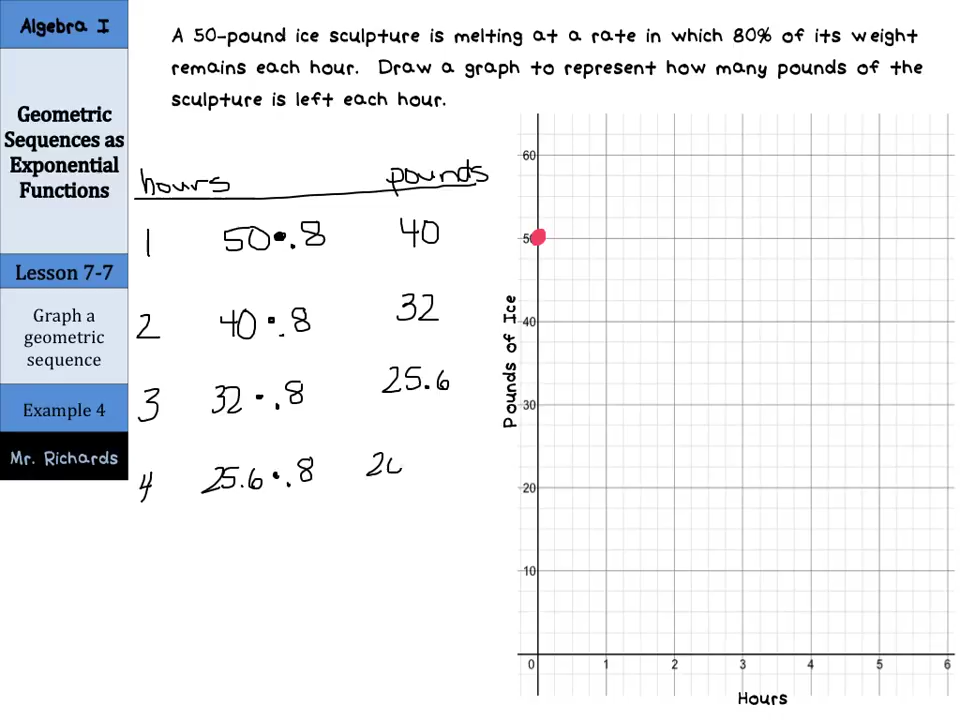 Algebra I
Geometric
Sequences as
Exponential
Functions
Lesson 7-7
Graph a
geometric
sequence
Example 4
Mr. Richards
A 50-pound ice sculpture is melting at a rate in which 80% of its weight
remains each hour. Draw a graph to represent how many pounds of the
sculpture is left each hour.
hours pounds
1 50·.8 40
2 40·.8 32
3 32·.8 25.6
4 25.6·.8
Pounds of Ice
60
50
40
30
20
10
0 1 2 3 4 5 6
Hours